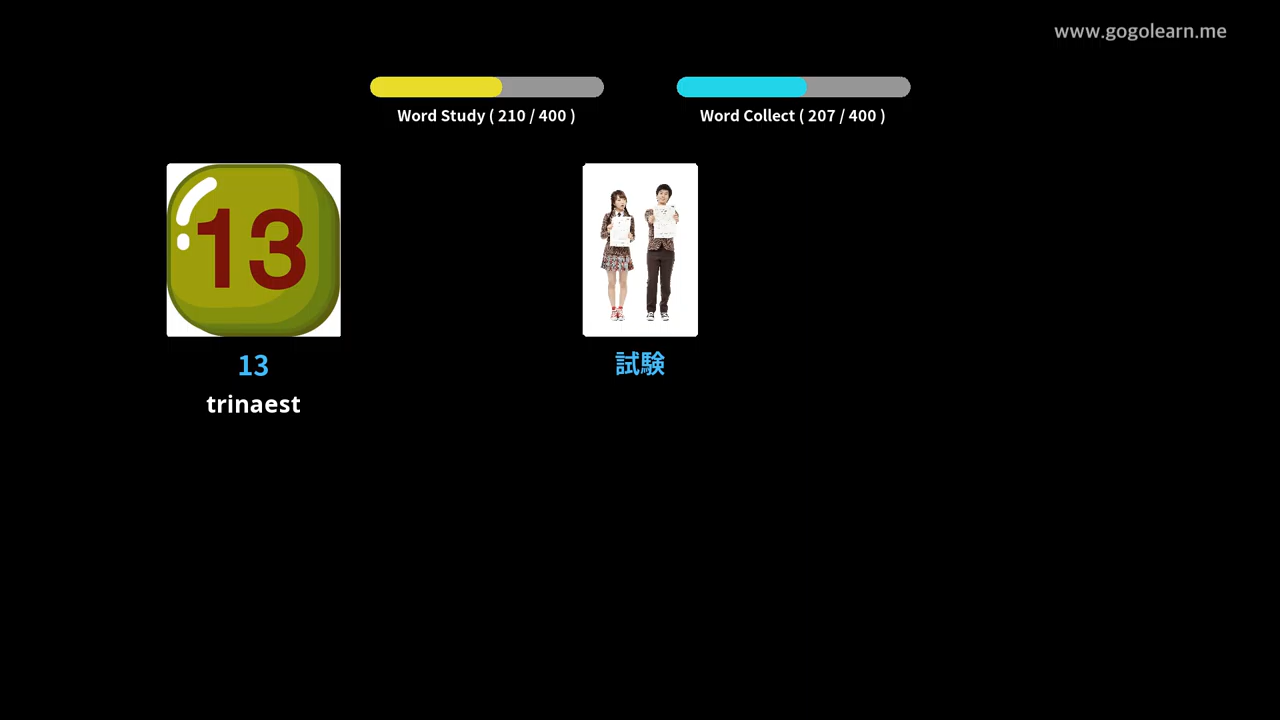 www.gogolearn.me
Word Study ( 210 / 400 )
Word Collect ( 207 / 400 )
13
13
trinaest
試験